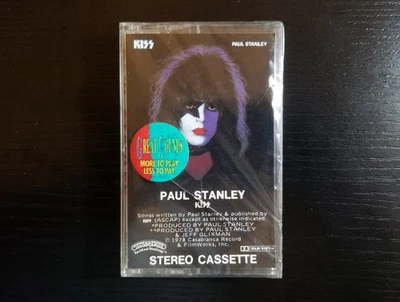 KISS PAUL STANLEY
GREAT
MORE TO PLAY
LESS TO PAY
PAUL STANLEY
KISS
Songs written by Paul Stanley & published by
KISS (ASCAP) except as otherwise indicated
*PRODUCED BY PAUL STANLEY
**PRODUCED BY PAUL STANLEY
& JEFF GLIXMAN
℗ 1978 Casablanca Record
& FilmWorks, Inc.
STEREO CASSETTE